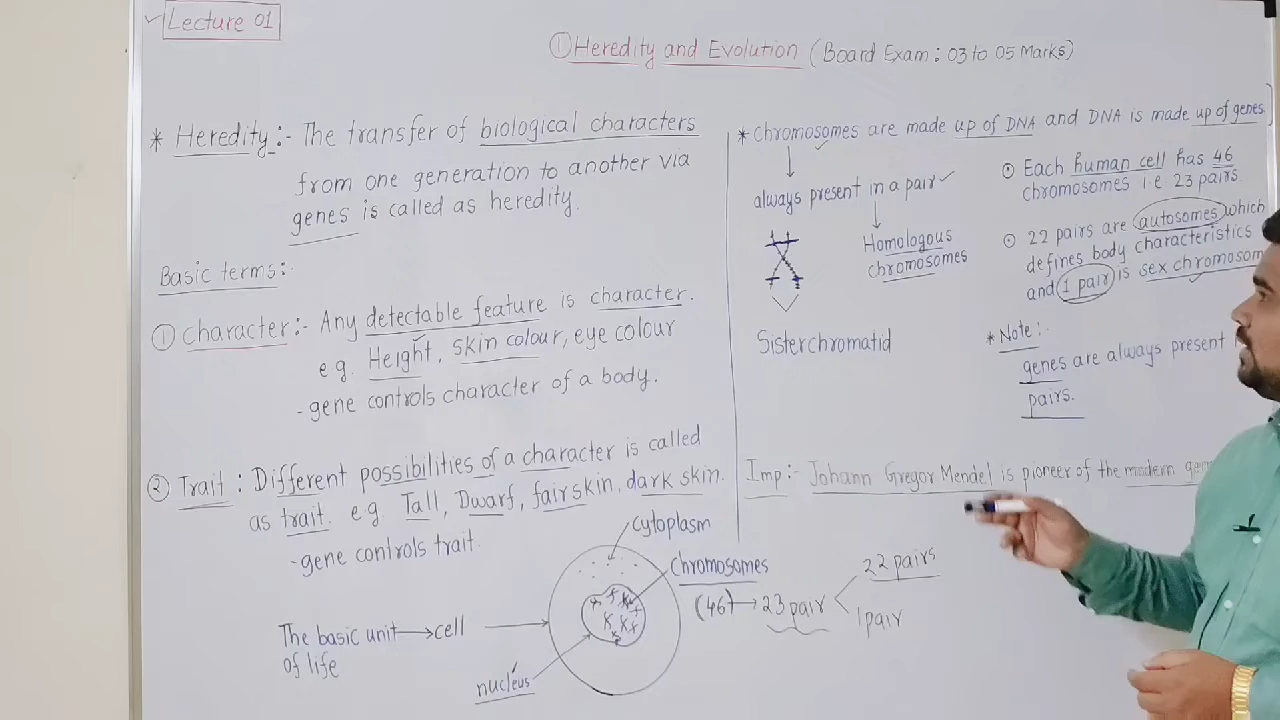 Lecture 01
① Heredity and Evolution (Board Exam: 03 to 05 Marks)
* Heredity :- The transfer of biological characters
from one generation to another via
genes is called as heredity.
Basic terms:-
① Character:- Any detectable feature is character.
e.g. Height, skin colour, eye colour
- gene controls character of a body.
② Trait : Different possibilities of a character is called
as trait. e.g. Tall, Dwarf, fair skin, dark skin.
- gene controls trait.
The basic unit → cell
of life
cytoplasm
chromosomes
nucleus
(46) → 23 pair
22 pairs
1 pair
* chromosomes are made up of DNA and DNA is made up of genes
always present in a pair
Homologous
chromosomes
Sisterchromatid
⊙ Each human cell has 46
chromosomes i.e 23 pairs.
⊙ 22 pairs are autosomes which
defines body characteristics
and 1 pair is sex chromosom
* Note:-
genes are always present
pairs.
Imp:- Johann Gregor Mendel is pioneer of the modern